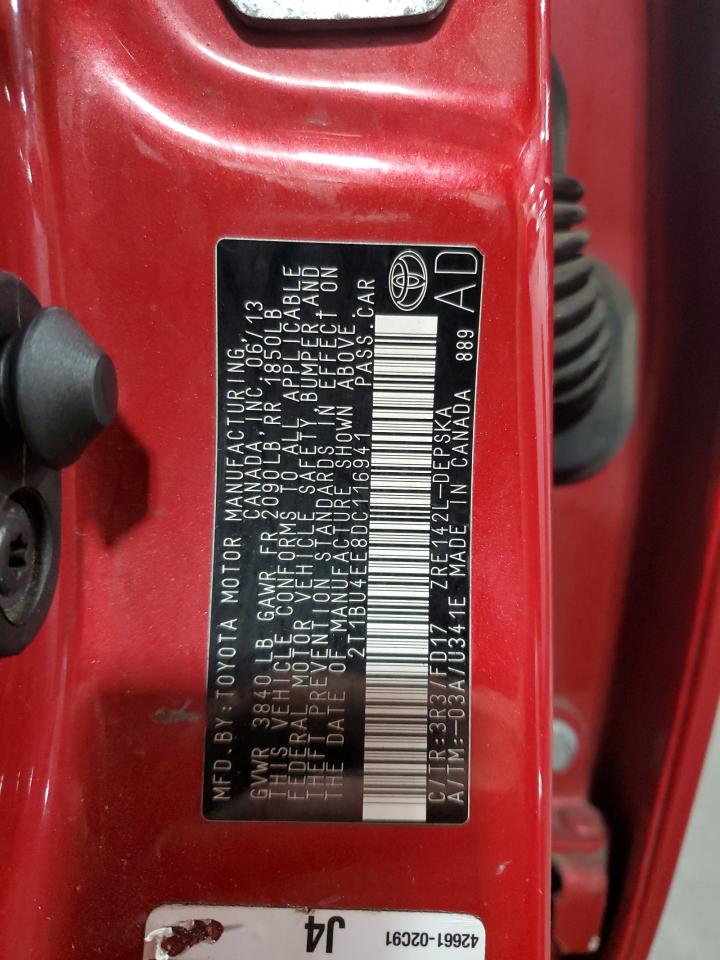 MFD.BY:TOYOTA MOTOR MANUFACTURING
CANADA, INC. 06/13
GVWR 3840 LB GAWR FR 2090 LB RR 1850LB
THIS VEHICLE CONFORMS TO ALL APPLICABLE
FEDERAL MOTOR VEHICLE SAFETY, BUMPER, AND
THEFT PREVENTION STANDARDS IN EFFECT ON
THE DATE OF MANUFACTURE SHOWN ABOVE.
2T1BU4EE8DC116941 PASS.CAR
C/TR:3R3/FD17 ZRE142L-DEPSKA
A/TM:-03A/U341E MADE IN CANADA 889
AD
J4
42661-02C91